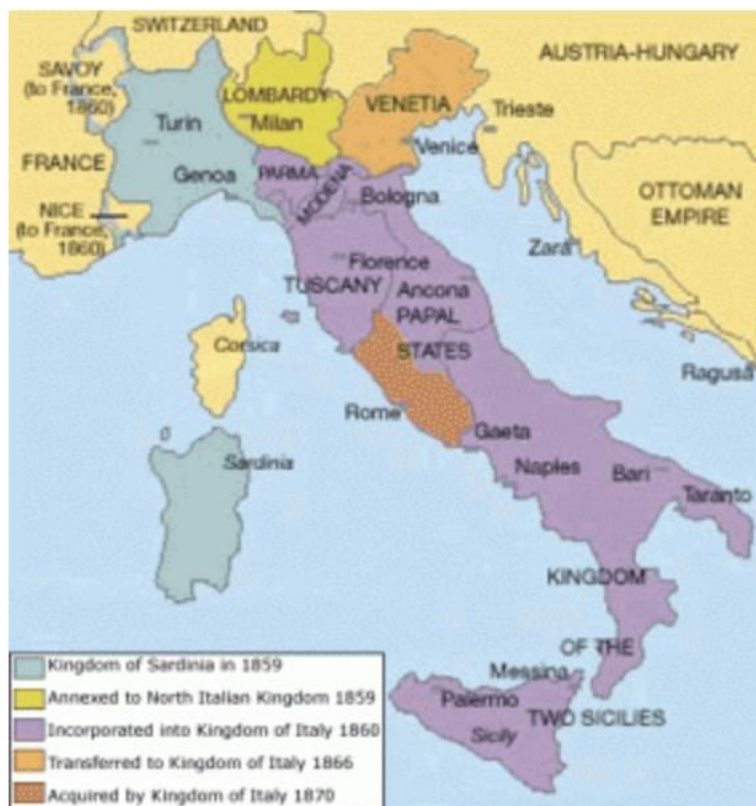 SWITZERLAND
AUSTRIA-HUNGARY
SAVOY
(to France,
1860)
LOMBARDY
Milan
VENETIA
Trieste
Turin
Venice
FRANCE
Genoa
PARMA
MODENA
Bologna
OTTOMAN
EMPIRE
NICE
(to France,
1860)
Zara
Florence
TUSCANY
Ancona
PAPAL
STATES
Corsica
Ragusa
Rome
Gaeta
Sardinia
Naples
Bari
Taranto
KINGDOM
OF THE
Messina
Palermo
TWO SICILIES
Sicily
Kingdom of Sardinia in 1859
Annexed to North Italian Kingdom 1859
Incorporated into Kingdom of Italy 1860
Transferred to Kingdom of Italy 1866
Acquired by Kingdom of Italy 1870